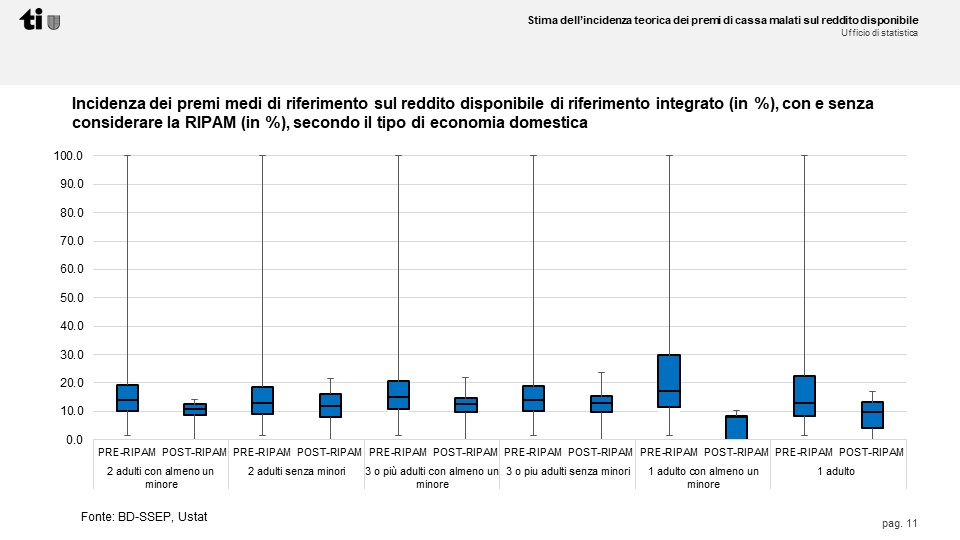 ti
Stima dell'incidenza teorica dei premi di cassa malati sul reddito disponibile
Ufficio di statistica
Incidenza dei premi medi di riferimento sul reddito disponibile di riferimento integrato (in %), con e senza
considerare la RIPAM (in %), secondo il tipo di economia domestica
100.0
90.0
80.0
70.0
60.0
50.0
40.0
30.0
20.0
10.0
0.0
PRE-RIPAM POST-RIPAM PRE-RIPAM POST-RIPAM PRE-RIPAM POST-RIPAM PRE-RIPAM POST-RIPAM PRE-RIPAM POST-RIPAM PRE-RIPAM POST-RIPAM
2 adulti con almeno un 2 adulti senza minori 3 o più adulti con almeno un 3 o piu adulti senza minori 1 adulto con almeno un 1 adulto
minore minore minore
Fonte: BD-SSEP, Ustat
pag. 11